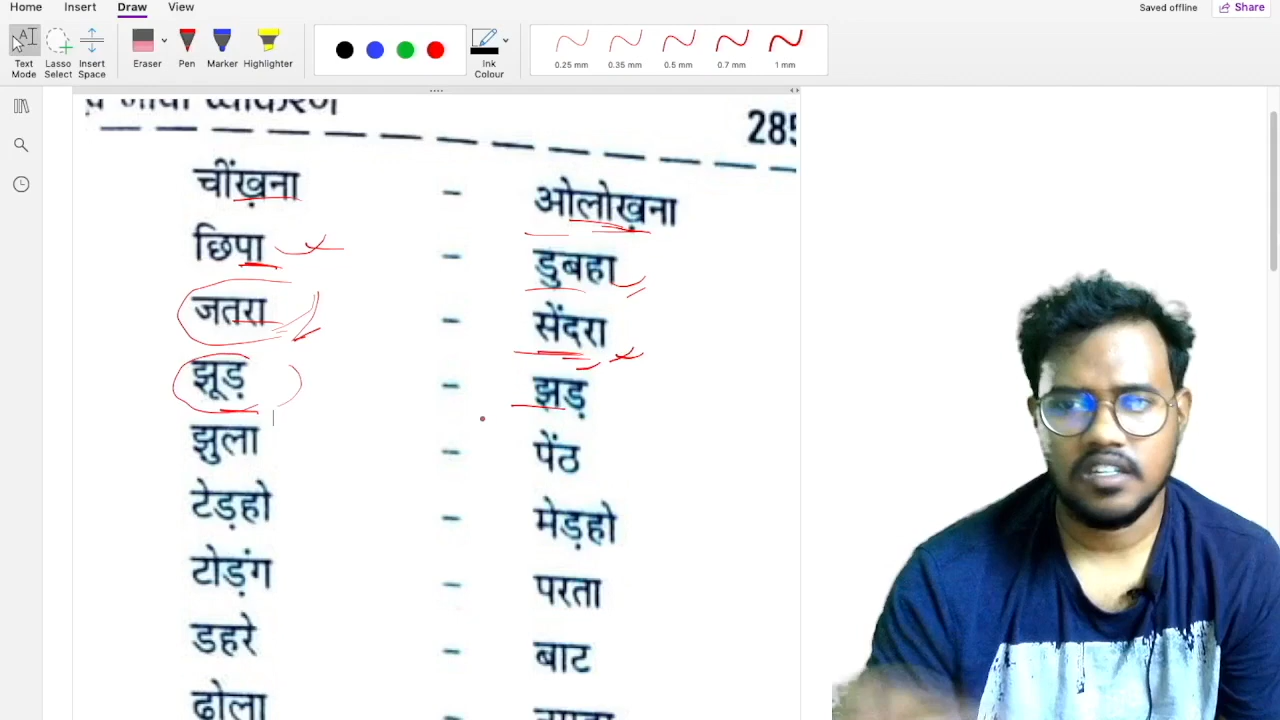 Home Insert Draw View Saved offline Share
Text Mode Lasso Select Insert Space Eraser Pen Marker Highlighter Ink Colour 0.25 mm 0.35 mm 0.5 mm 0.7 mm 1 mm
भाषा व्याकरण 285
चींख़ना - ओलोख़ना
छिपा - डुबहा
जतरा - सेंदरा
झूड़ - झड़
झुला - पेंठ
टेड़हो - मेड़हो
टोड़ंग - परता
डहरे - बाट
ढोला -